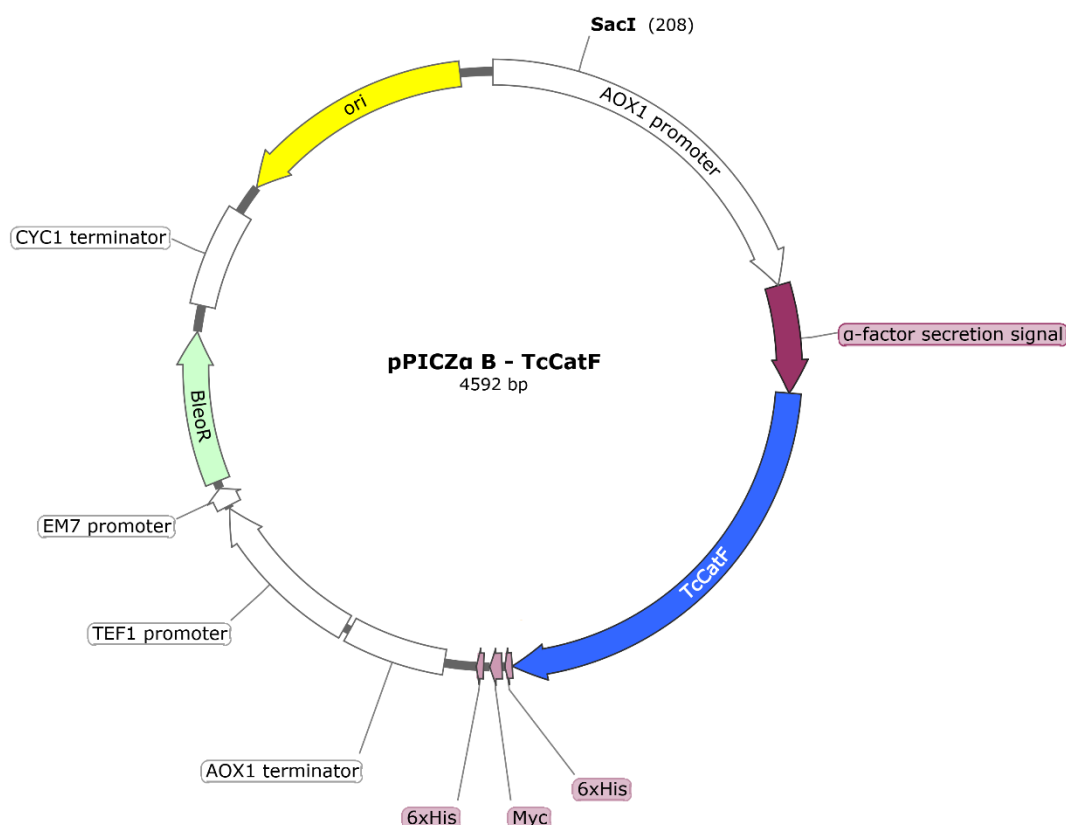 SacI (208)
AOX1 promoter
ori
CYC1 terminator
α-factor secretion signal
pPICZα B - TcCatF
4592 bp
BleoR
EM7 promoter
TcCatF
TEF1 promoter
AOX1 terminator
6xHis
6xHis
Myc